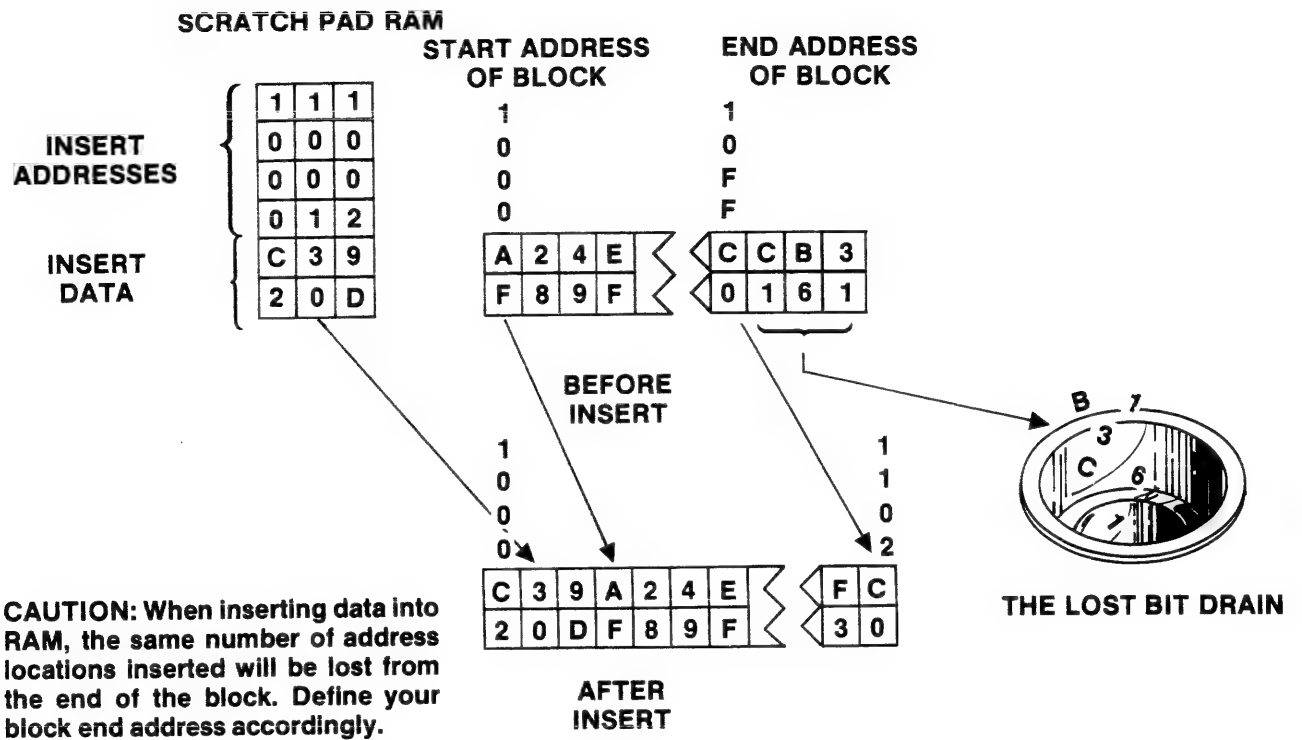 SCRATCH PAD RAM
START ADDRESS
OF BLOCK
END ADDRESS
OF BLOCK
INSERT
ADDRESSES
1 1 1
0 0 0
0 0 0
0 1 2
INSERT
DATA
C 3 9
2 0 D
1
0
0
0
A 2 4 E
F 8 9 F
1
0
F
F
C C B 3
0 1 6 1
BEFORE
INSERT
B 1
3
C
6
1
THE LOST BIT DRAIN
1
0
0
0
1
1
0
2
C 3 9 A 2 4 E
2 0 D F 8 9 F
F C
3 0
AFTER
INSERT
CAUTION: When inserting data into
RAM, the same number of address
locations inserted will be lost from
the end of the block. Define your
block end address accordingly.